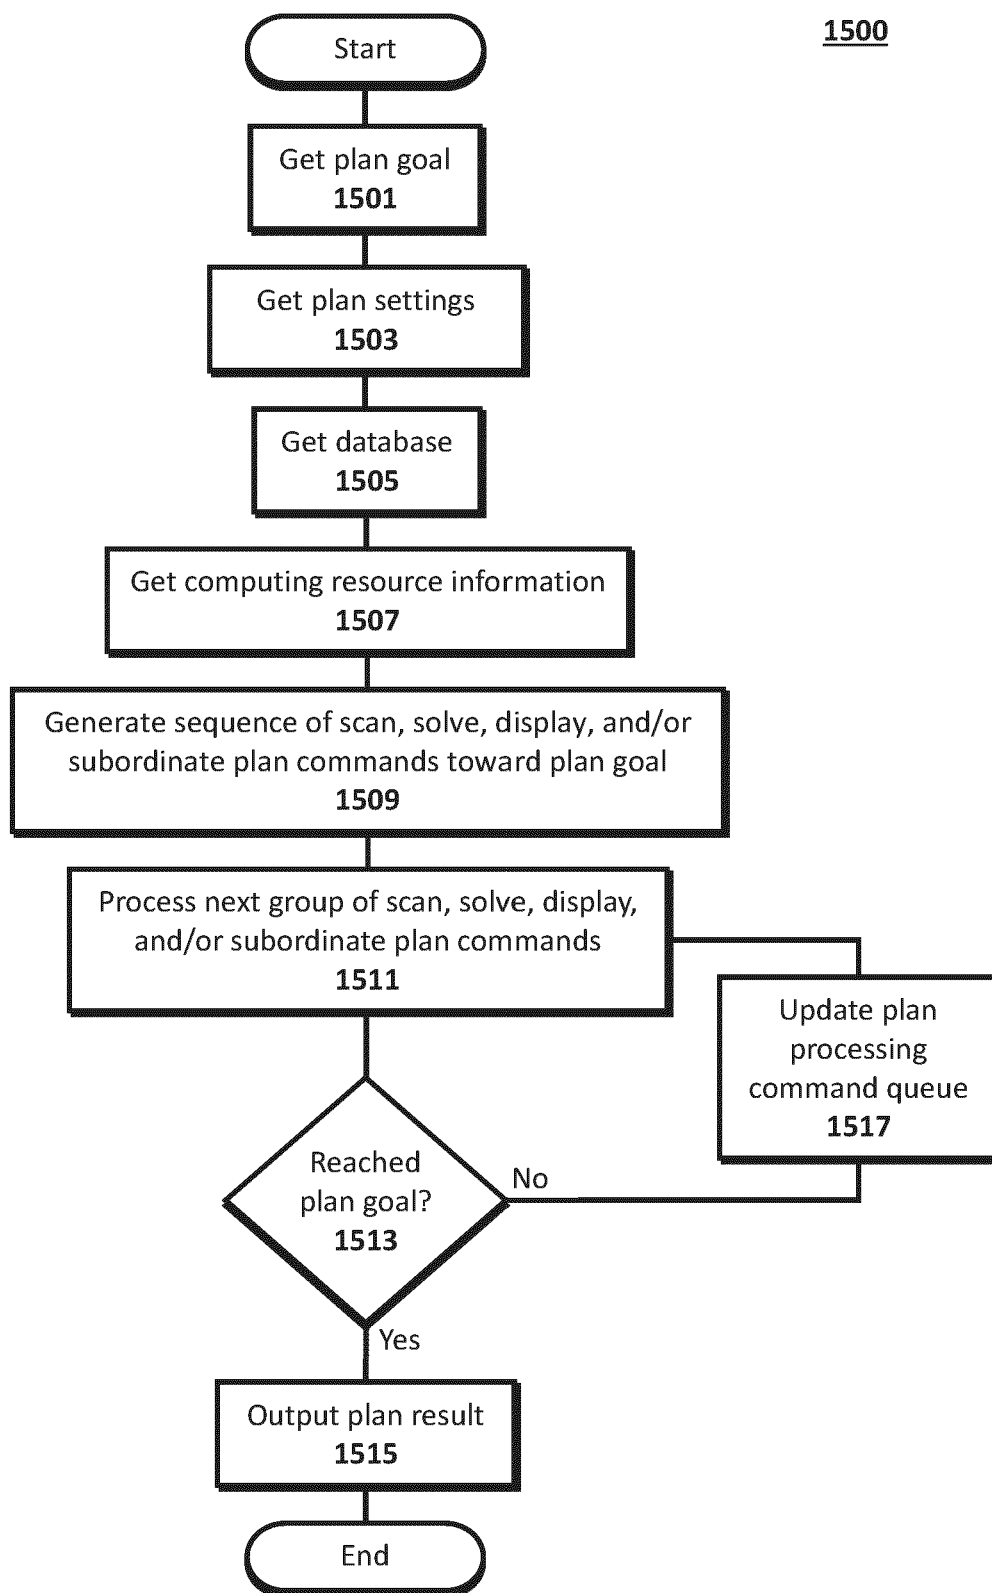 1500
Start
Get plan goal
1501
Get plan settings
1503
Get database
1505
Get computing resource information
1507
Generate sequence of scan, solve, display, and/or
subordinate plan commands toward plan goal
1509
Process next group of scan, solve, display,
and/or subordinate plan commands
1511
Update plan
processing
command queue
1517
Reached
plan goal?
1513
No
Yes
Output plan result
1515
End